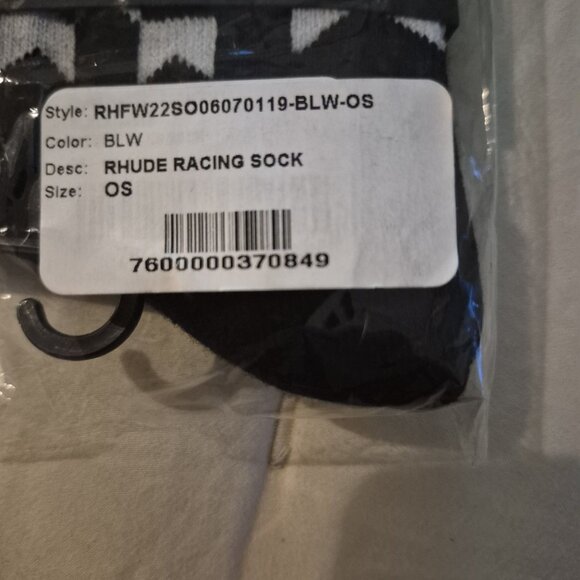 Style: RHFW22SO06070119-BLW-OS
Color: BLW
Desc: RHUDE RACING SOCK
Size: OS
7600000370849